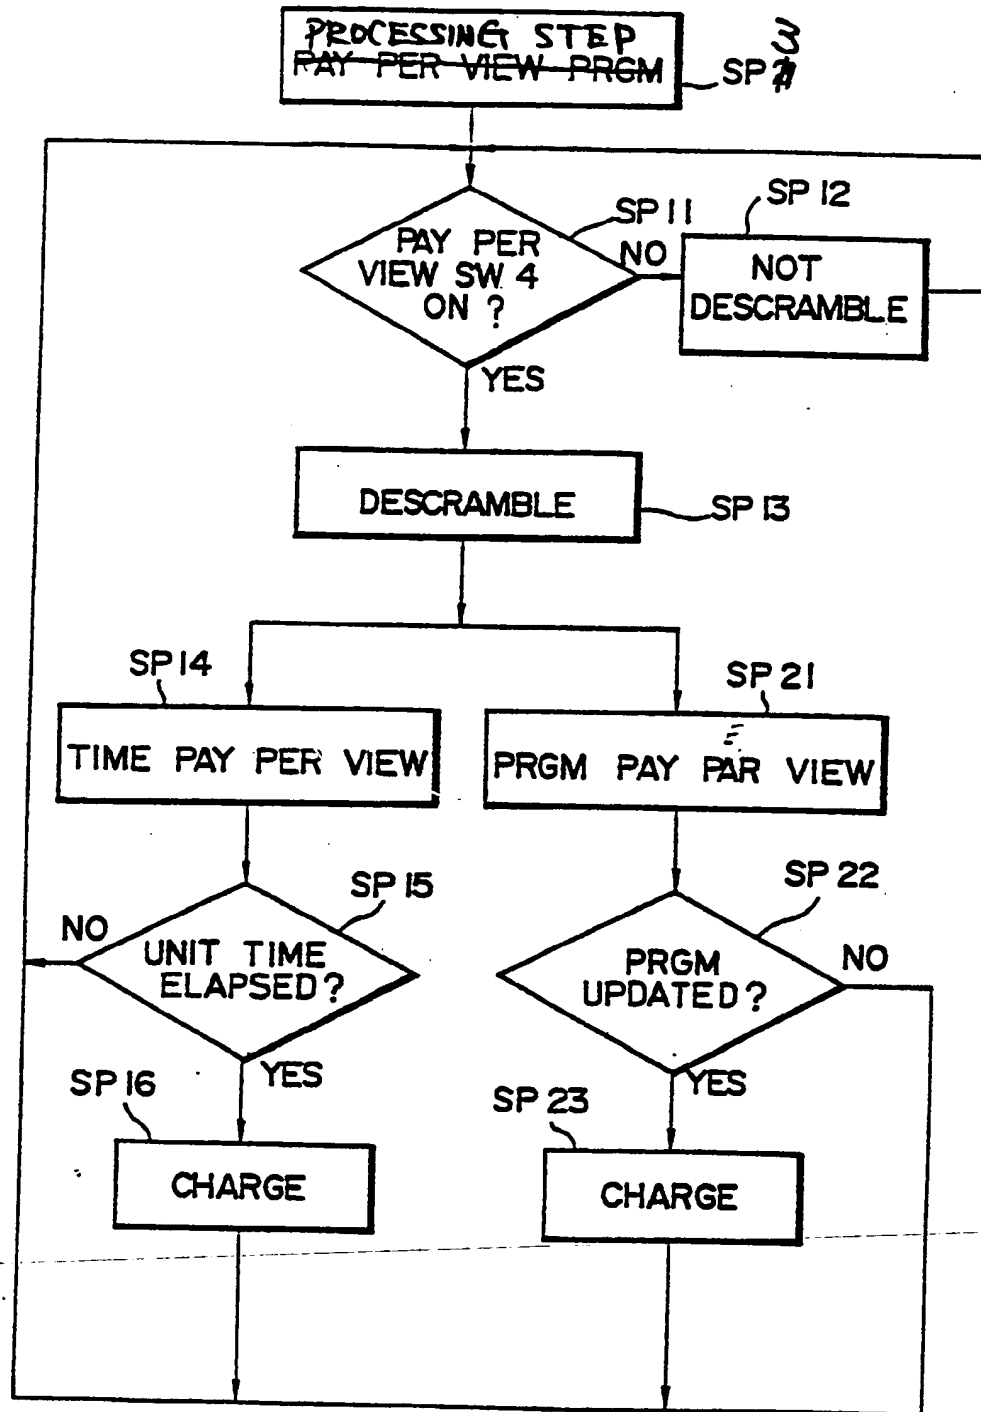 PROCESSING STEP
PAY PER VIEW PRGM
SP 3
SP 11
SP 12
PAY PER
VIEW SW. 4
ON ?
NO
NOT
DESCRAMBLE
YES
DESCRAMBLE
SP 13
SP 14
SP 21
TIME PAY PER VIEW
E
PRGM PAY PAR VIEW
SP 15
SP 22
NO
UNIT TIME
ELAPSED?
PRGM
UPDATED?
NO
YES
YES
SP 16
SP 23
CHARGE
CHARGE